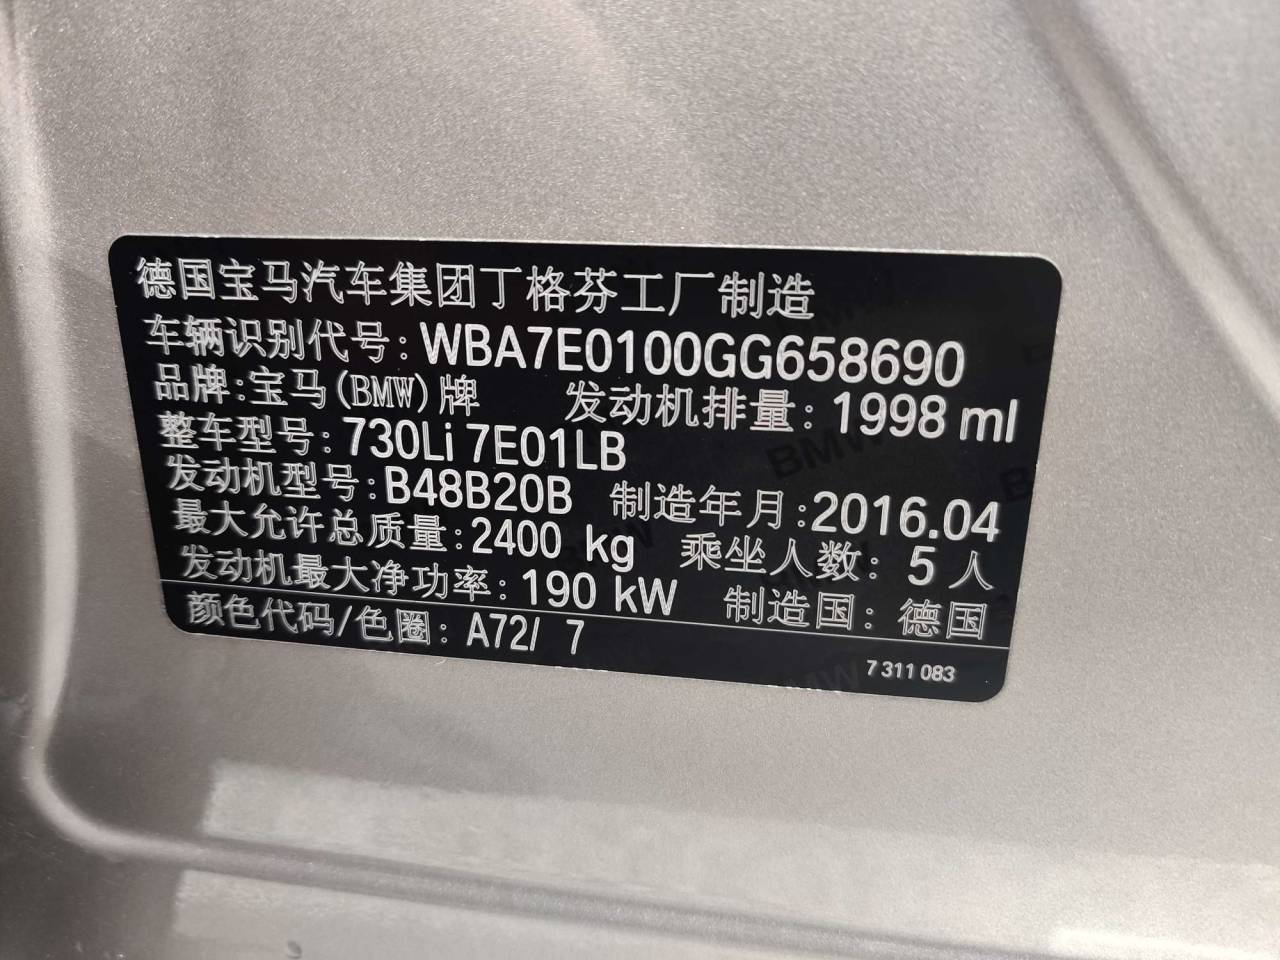 德国宝马汽车集团丁格芬工厂制造
车辆识别代号: WBA7E0100GG658690
品牌:宝马(BMW)牌 发动机排量: 1998 ml
整车型号: 730Li 7E01LB
发动机型号: B48B20B 制造年月:2016.04
最大允许总质量: 2400 kg 乘坐人数: 5 人
发动机最大净功率: 190 kW 制造国: 德国
颜色代码/色圈: A72/ 7
7 311 083